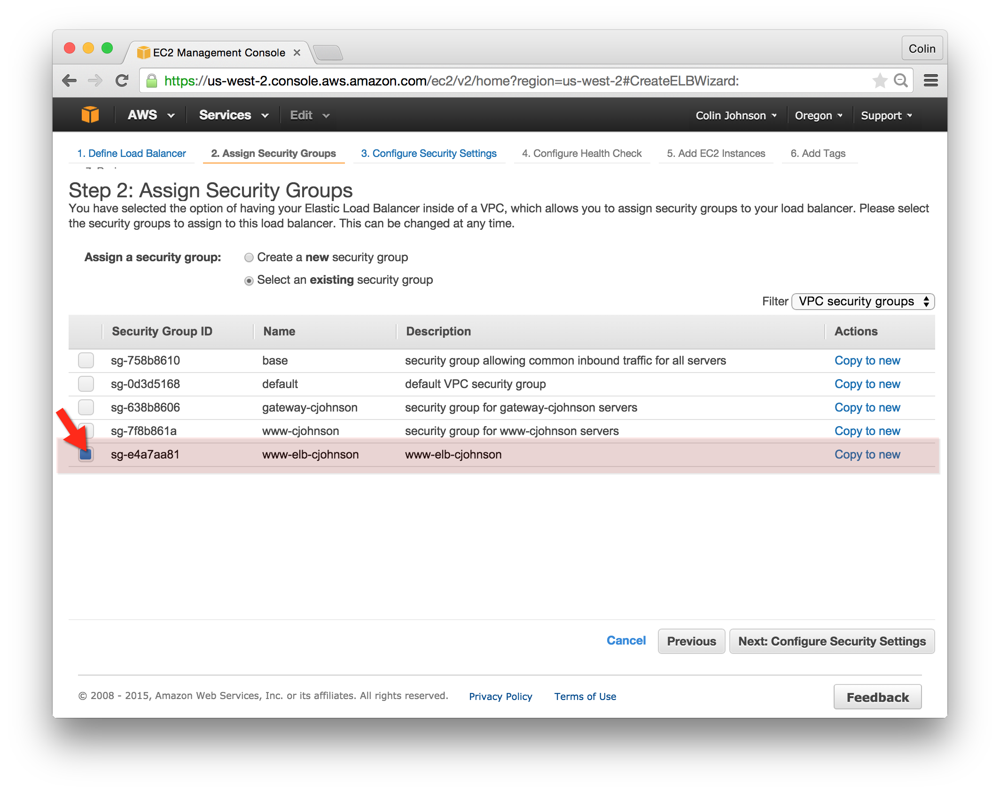 EC2 Management Console
Colin
https://us-west-2.console.aws.amazon.com/ec2/v2/home?region=us-west-2#CreateELBWizard:
AWS Services Edit Colin Johnson Oregon Support
1. Define Load Balancer 2. Assign Security Groups 3. Configure Security Settings 4. Configure Health Check 5. Add EC2 Instances 6. Add Tags
Step 2: Assign Security Groups
You have selected the option of having your Elastic Load Balancer inside of a VPC, which allows you to assign security groups to your load balancer. Please select
the security groups to assign to this load balancer. This can be changed at any time.
Assign a security group: Create a new security group
Select an existing security group
Filter VPC security groups
Security Group ID Name Description Actions
sg-758b8610 base security group allowing common inbound traffic for all servers Copy to new
sg-0d3d5168 default default VPC security group Copy to new
sg-638b8606 gateway-cjohnson security group for gateway-cjohnson servers Copy to new
sg-7f8b861a www-cjohnson security group for www-cjohnson servers Copy to new
sg-e4a7aa81 www-elb-cjohnson www-elb-cjohnson Copy to new
Cancel Previous Next: Configure Security Settings
© 2008 - 2015, Amazon Web Services, Inc. or its affiliates. All rights reserved. Privacy Policy Terms of Use Feedback